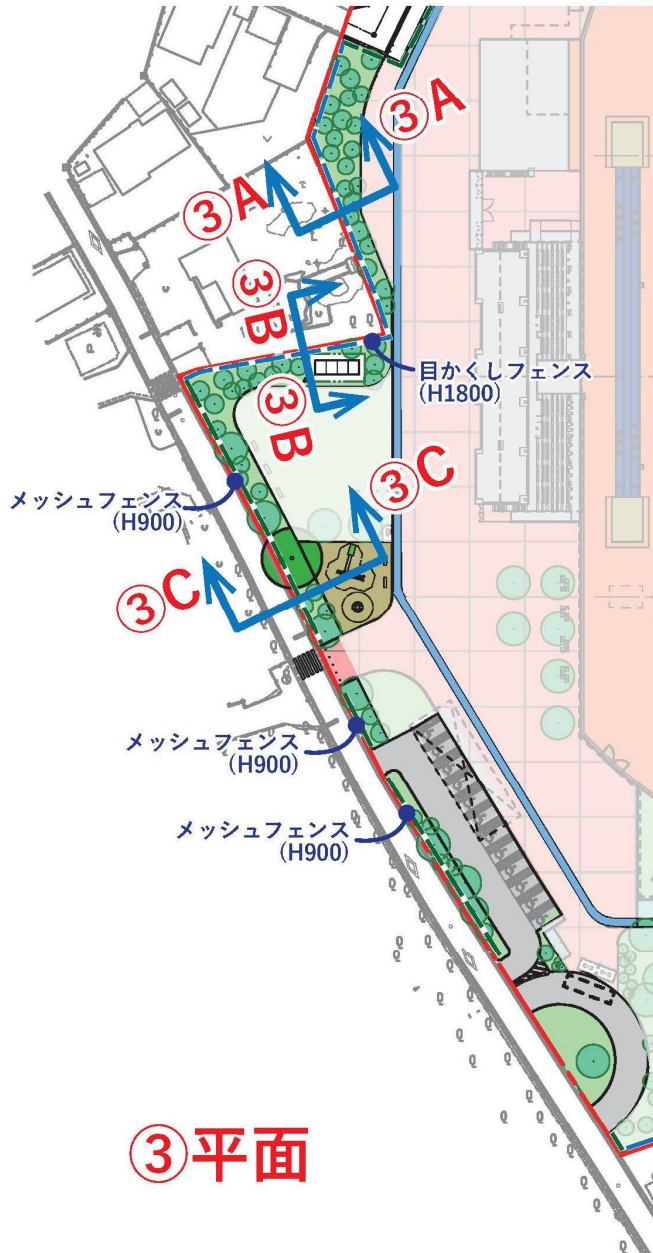 ③A
③A
③B
目かくしフェンス
(H1800)
③B
③C
メッシュフェンス
(H900)
③C
メッシュフェンス
(H900)
メッシュフェンス
(H900)
③平面